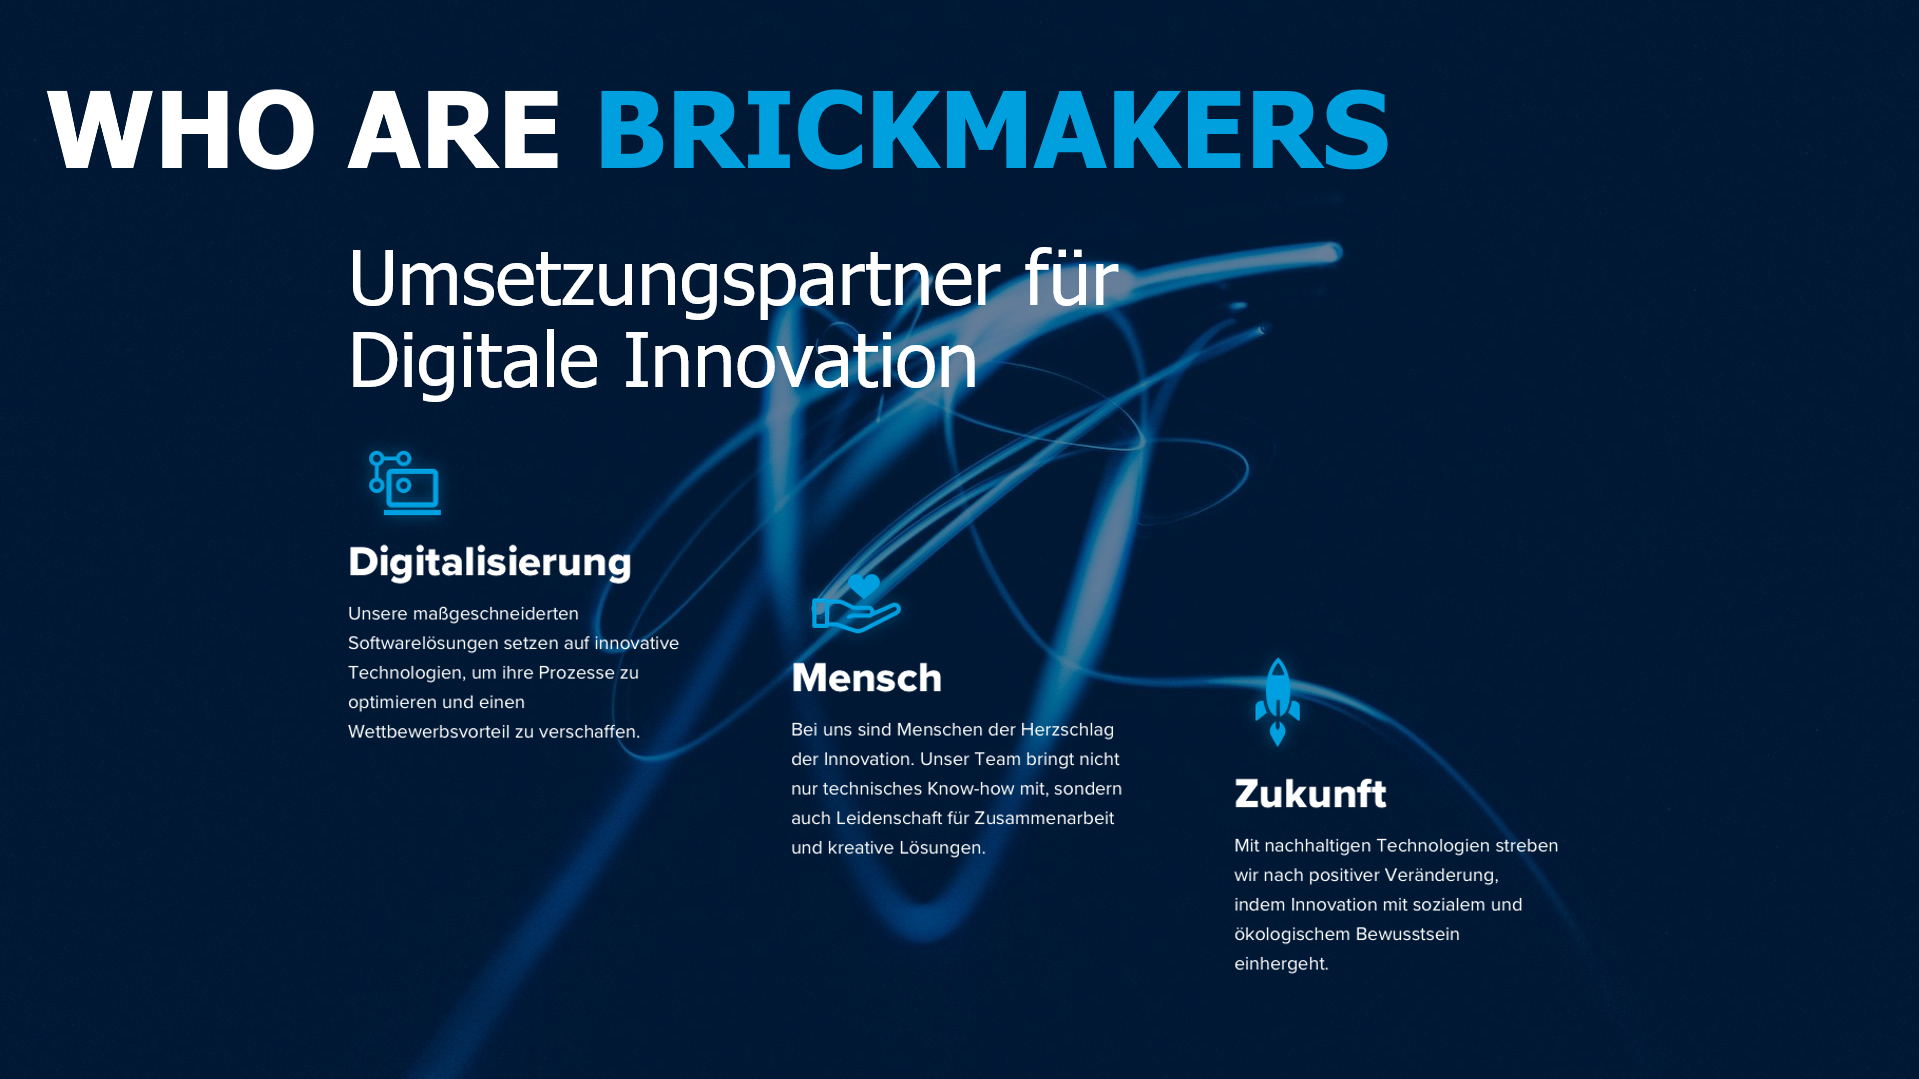 WHO ARE BRICKMAKERS
Umsetzungspartner für
Digitale Innovation
Digitalisierung
Unsere maßgeschneiderten
Softwarelösungen setzen auf innovative
Technologien, um ihre Prozesse zu
optimieren und einen
Wettbewerbsvorteil zu verschaffen.
Mensch
Bei uns sind Menschen der Herzschlag
der Innovation. Unser Team bringt nicht
nur technisches Know-how mit, sondern
auch Leidenschaft für Zusammenarbeit
und kreative Lösungen.
Zukunft
Mit nachhaltigen Technologien streben
wir nach positiver Veränderung,
indem Innovation mit sozialem und
ökologischem Bewusstsein
einhergeht.